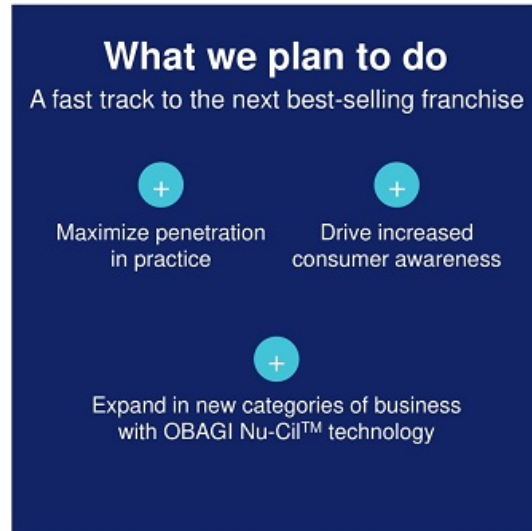 What we plan to do
A fast track to the next best-selling franchise
+
+
Maximize penetration
in practice
Drive increased
consumer awareness
+
Expand in new categories of business
with OBAGI Nu-Cil™ technology